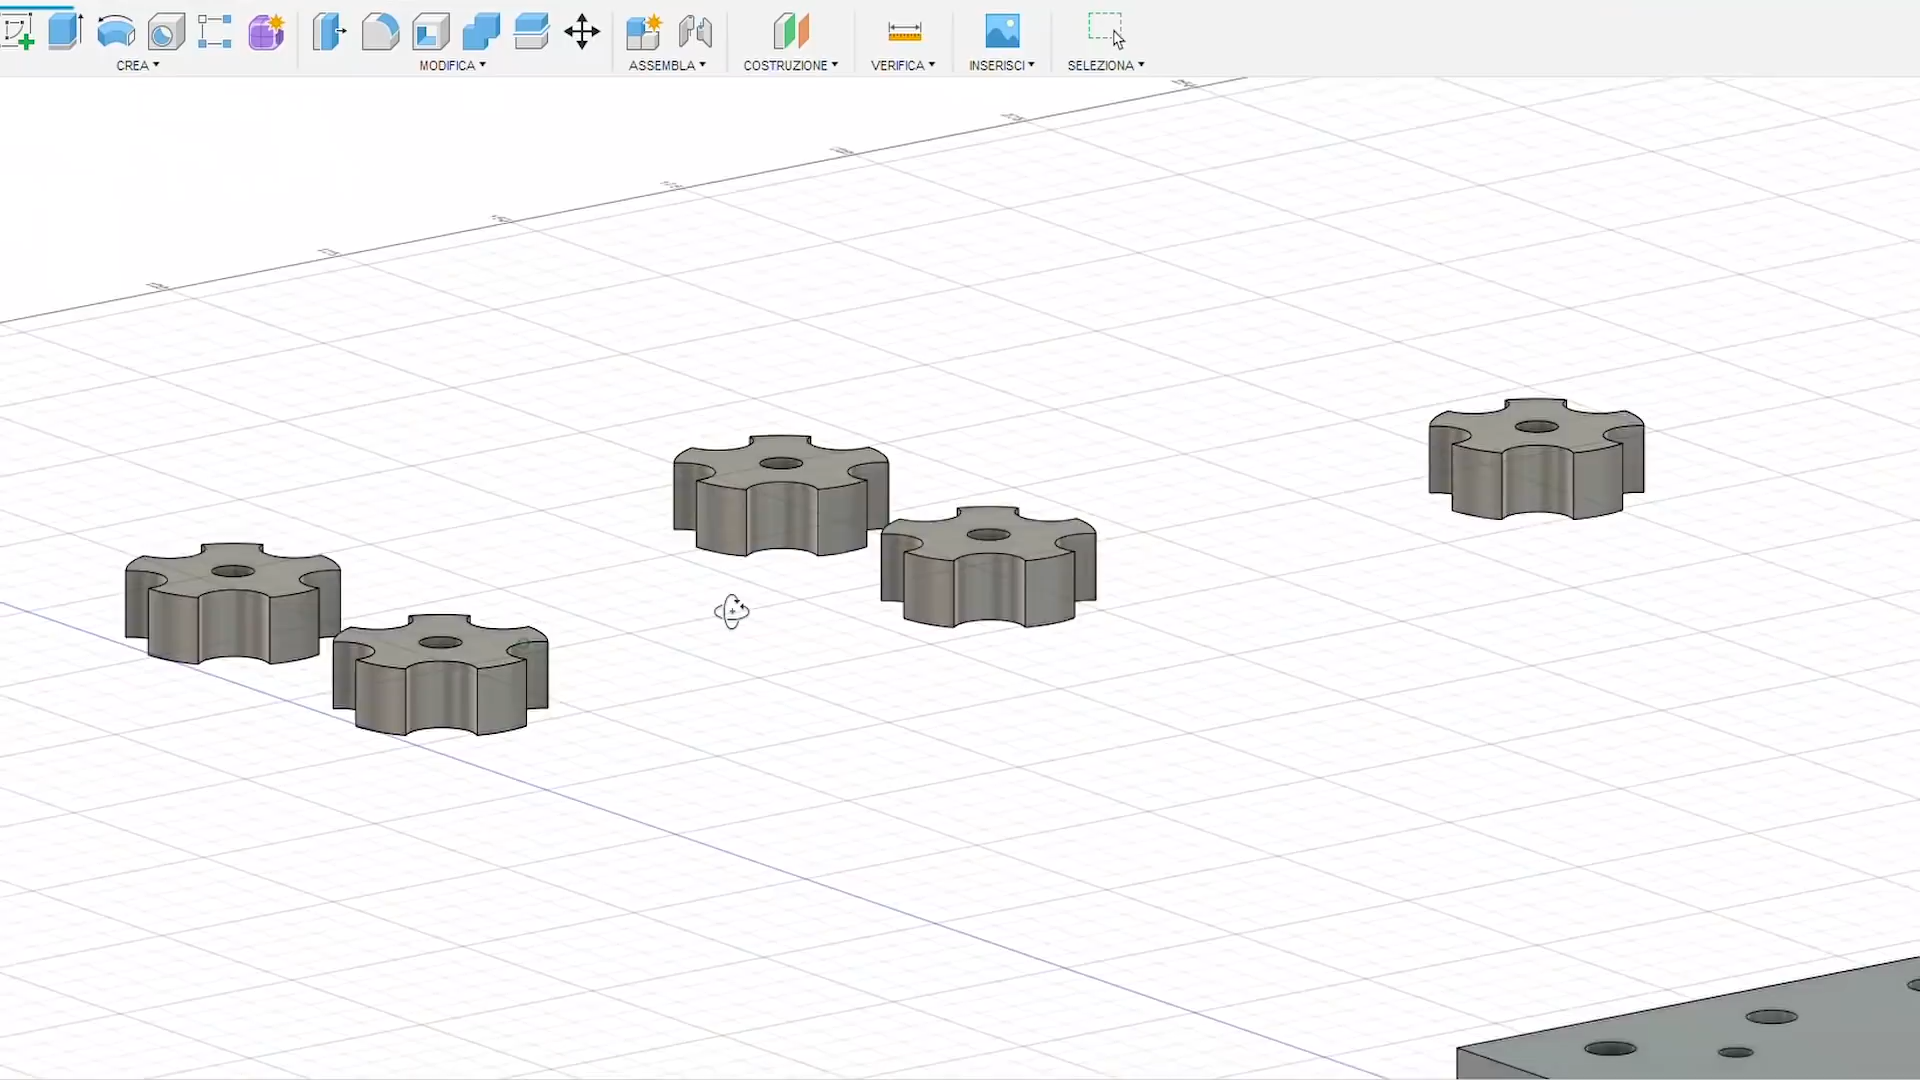 CREA ▾
MODIFICA ▾
ASSEMBLA ▾
COSTRUZIONE ▾
VERIFICA ▾
INSERISCI ▾
SELEZIONA ▾